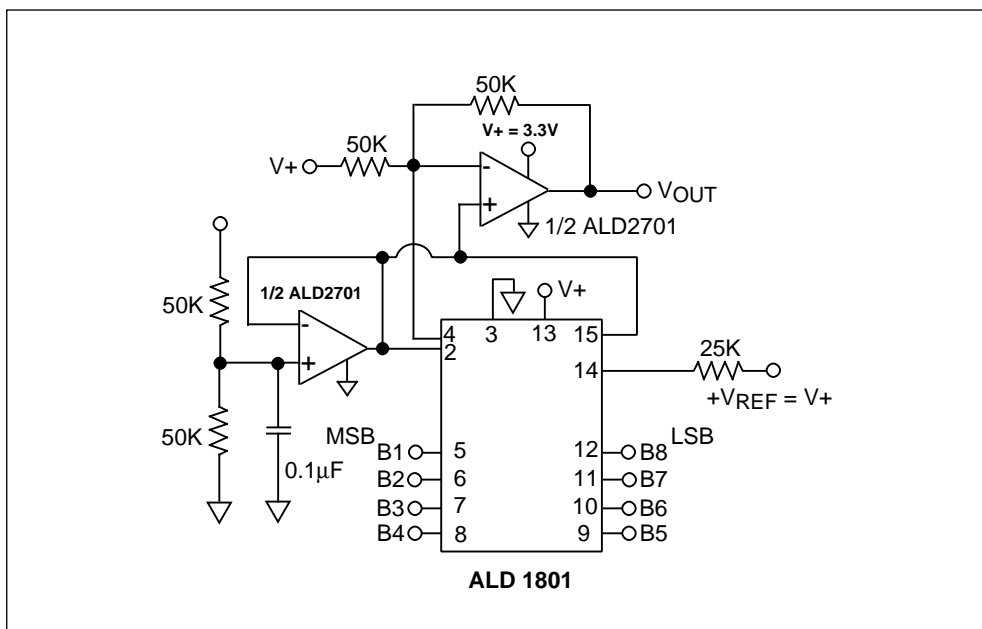 50K
V+ = 3.3V
50K
V+
-
+
VOUT
1/2 ALD2701
1/2 ALD2701
50K
-
+
3
13
V+
4
2
15
14
25K
+VREF = V+
50K
0.1µF
MSB
B1 5
B2 6
B3 7
B4 8
LSB
12 B8
11 B7
10 B6
9 B5
ALD 1801